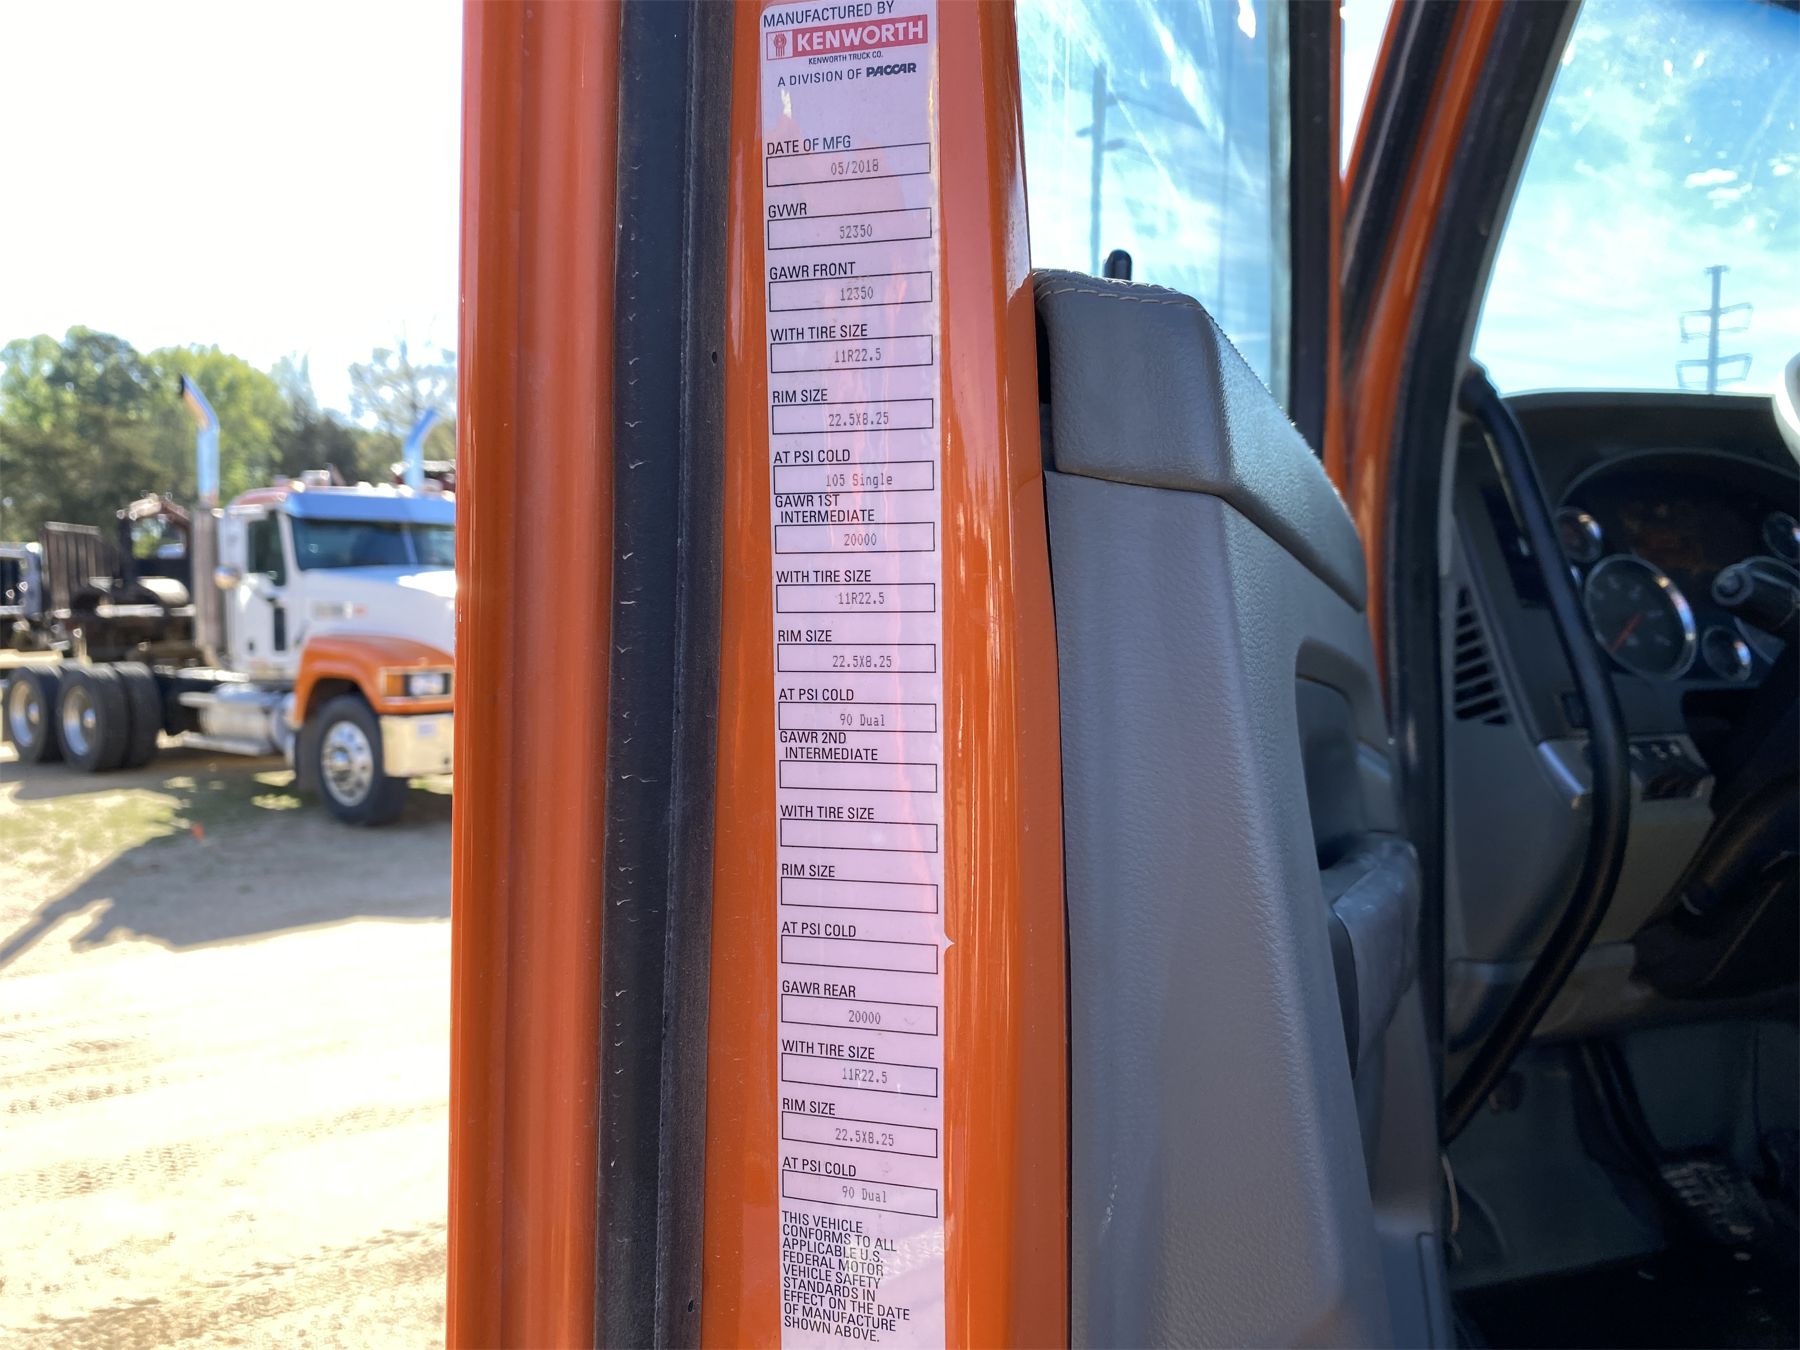 MANUFACTURED BY
KENWORTH
KENWORTH TRUCK CO.
A DIVISION OF PACCAR
DATE OF MFG
05/2018
GVWR
52350
GAWR FRONT
12350
WITH TIRE SIZE
11R22.5
RIM SIZE
22.5X8.25
AT PSI COLD
105 Single
GAWR 1ST
INTERMEDIATE
20000
WITH TIRE SIZE
11R22.5
RIM SIZE
22.5X8.25
AT PSI COLD
90 Dual
GAWR 2ND
INTERMEDIATE
WITH TIRE SIZE
RIM SIZE
AT PSI COLD
GAWR REAR
20000
WITH TIRE SIZE
11R22.5
RIM SIZE
22.5X8.25
AT PSI COLD
90 Dual
THIS VEHICLE
CONFORMS TO ALL
APPLICABLE U.S.
FEDERAL MOTOR
VEHICLE SAFETY
STANDARDS IN
EFFECT ON THE DATE
OF MANUFACTURE
SHOWN ABOVE.